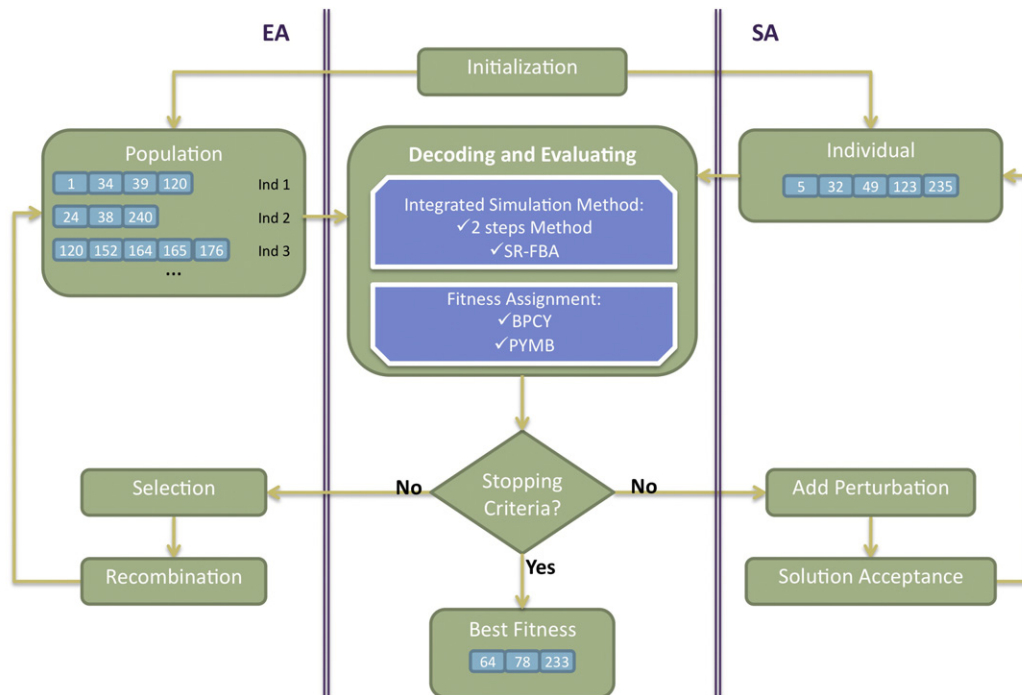 EA
SA
Initialization
Population
1 34 39 120 Ind 1
24 38 240 Ind 2
120 152 164 165 176 Ind 3
...
Decoding and Evaluating
Integrated Simulation Method:
✓2 steps Method
✓SR-FBA
Fitness Assignment:
✓BPCY
✓PYMB
Individual
5 32 49 123 235
Stopping
Criteria?
No
No
Yes
Selection
Recombination
Add Perturbation
Solution Acceptance
Best Fitness
64 78 233